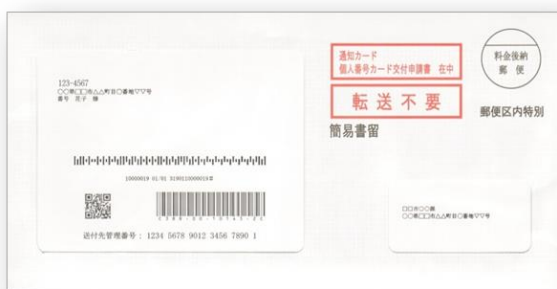 123-4567
○○県□□市△△町目○番地▽▽号
番号 花子 様
10000019 01/01 0190110000019#
送付先管理番号: 1234 5678 9012 3456 7890 1
通知カード
個人番号カード交付申請書 在中
転送不要
簡易書留
料金後納
郵便
郵便区内特別
□□市○○課
○○県□□市△△町目○番地▽▽号